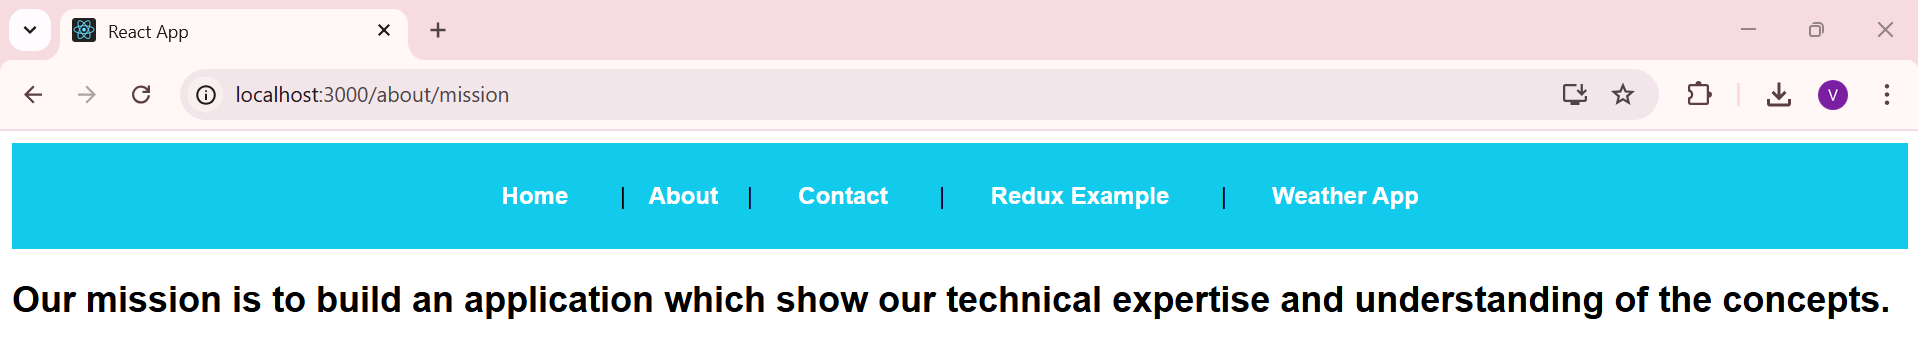 React App
localhost:3000/about/mission
V
Home | About | Contact | Redux Example | Weather App
Our mission is to build an application which show our technical expertise and understanding of the concepts.